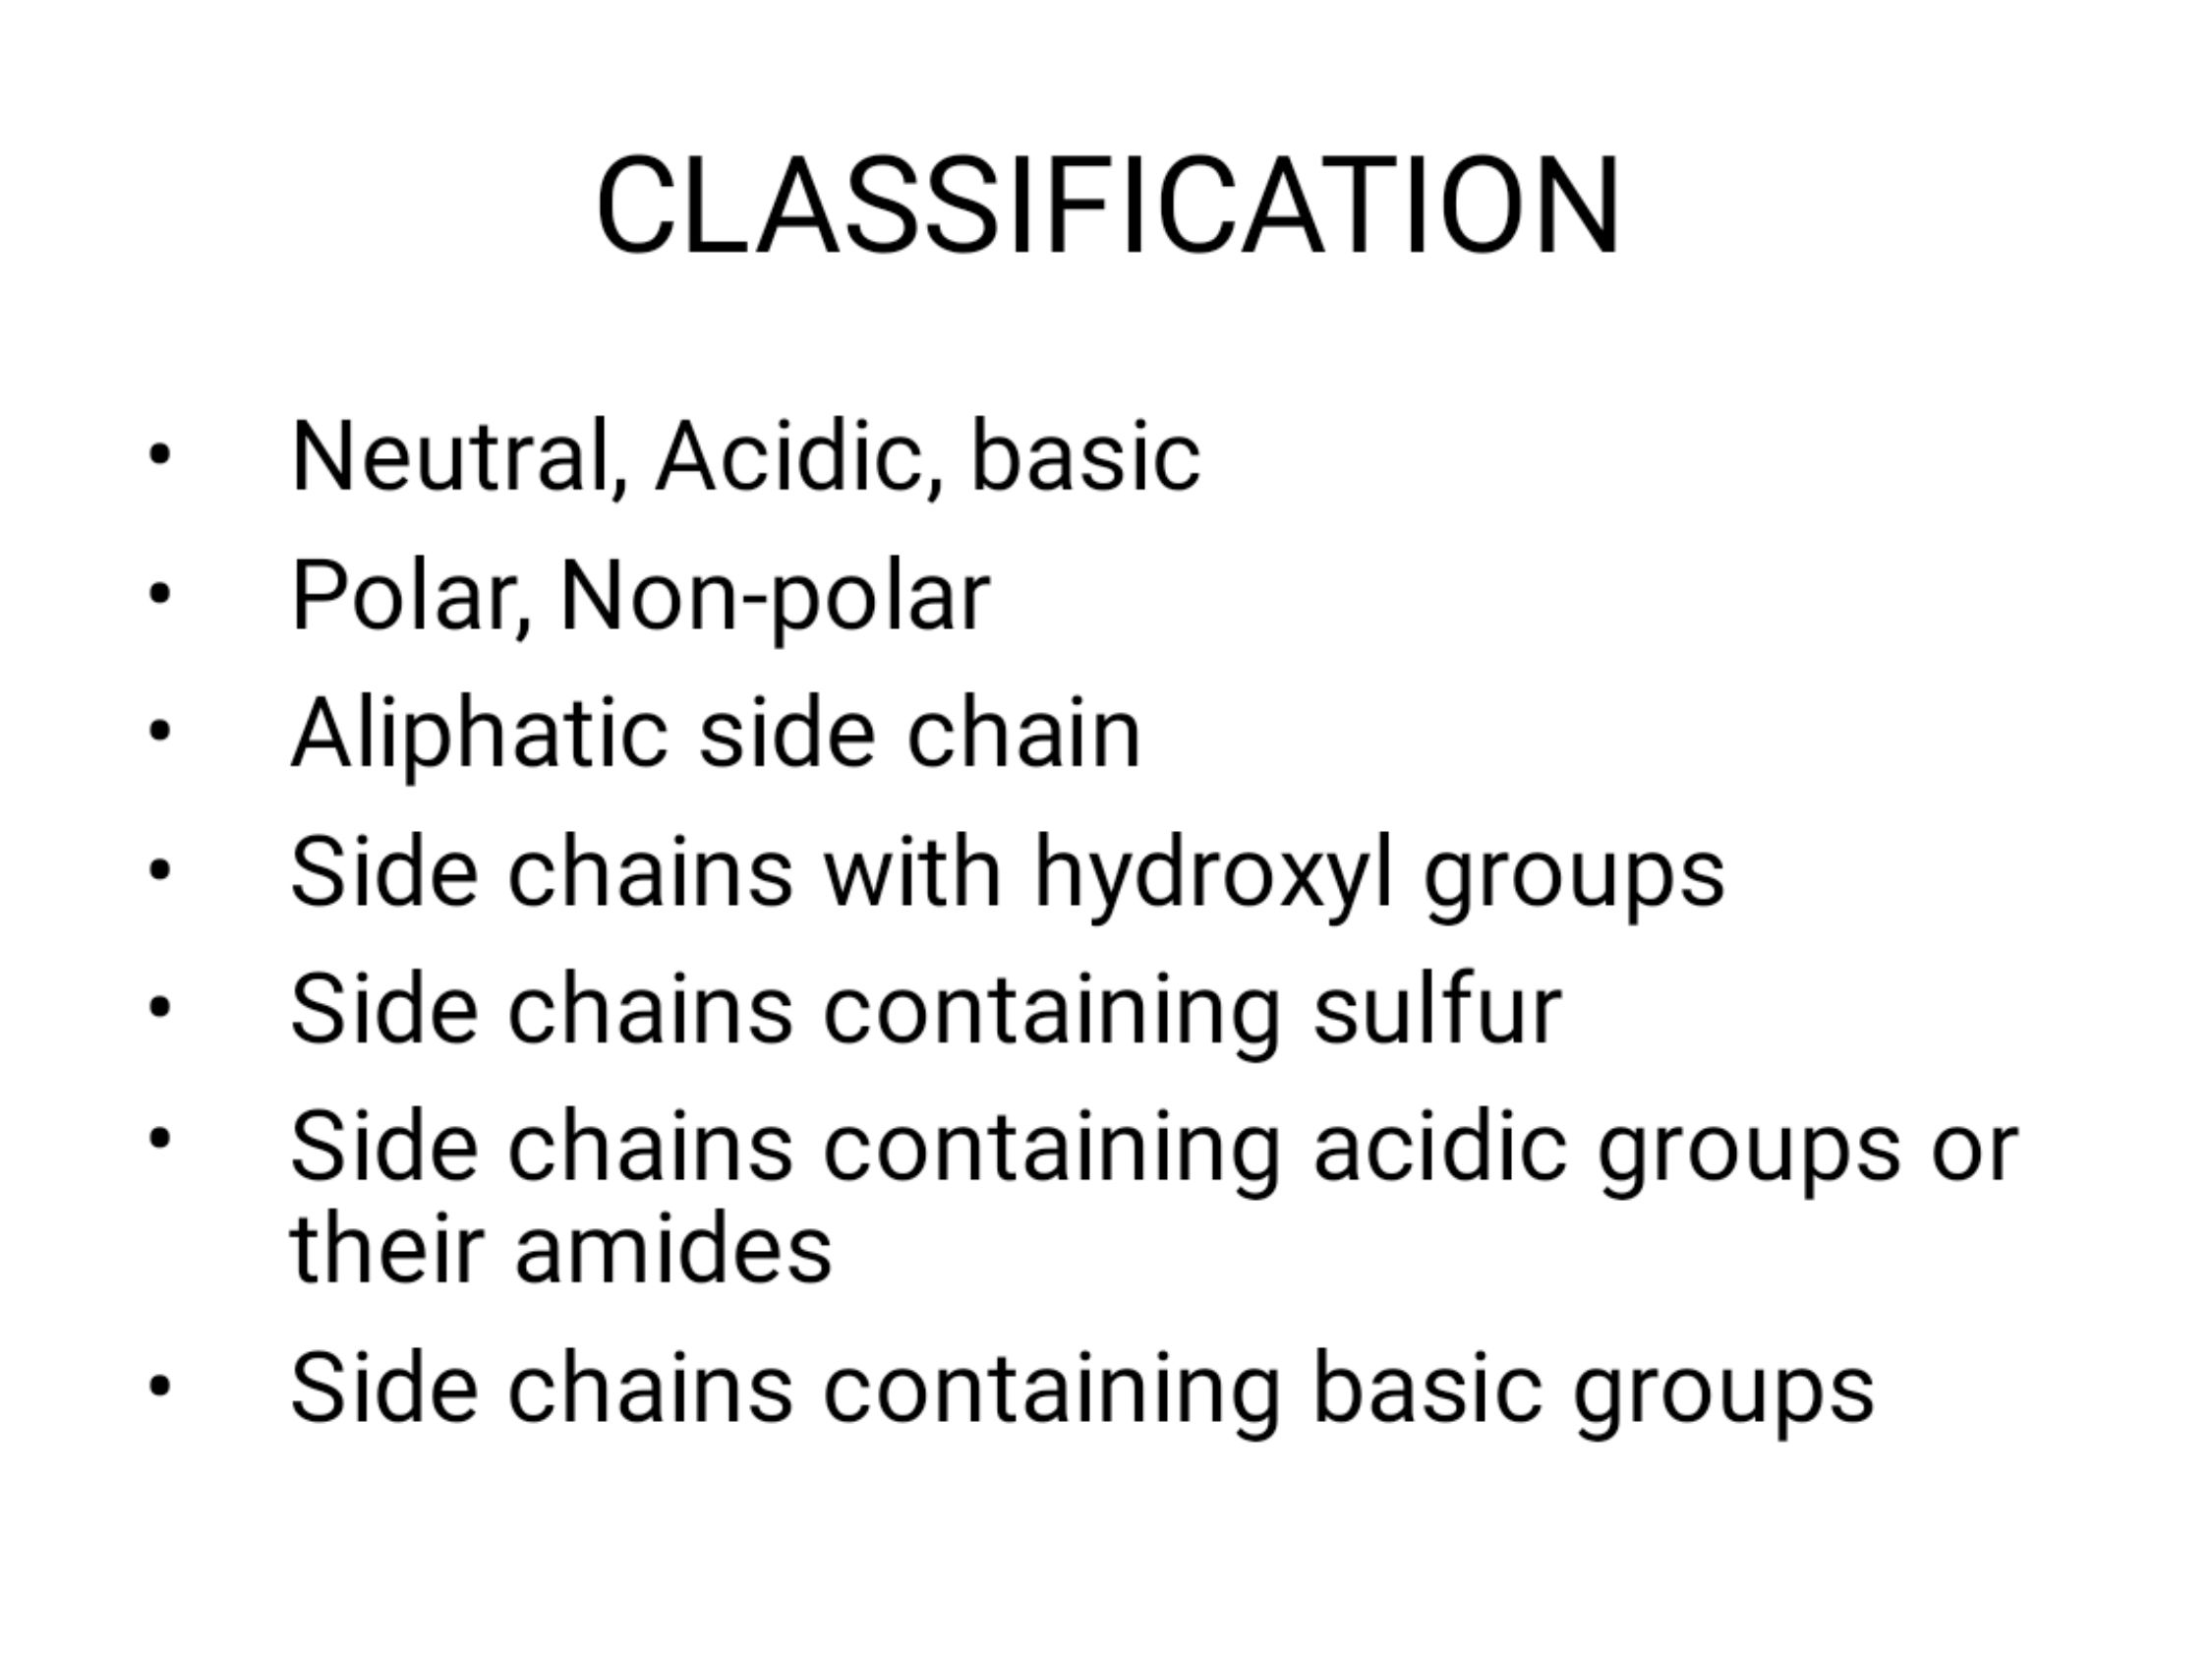 CLASSIFICATION
• Neutral, Acidic, basic
• Polar, Non-polar
• Aliphatic side chain
• Side chains with hydroxyl groups
• Side chains containing sulfur
• Side chains containing acidic groups or
their amides
• Side chains containing basic groups